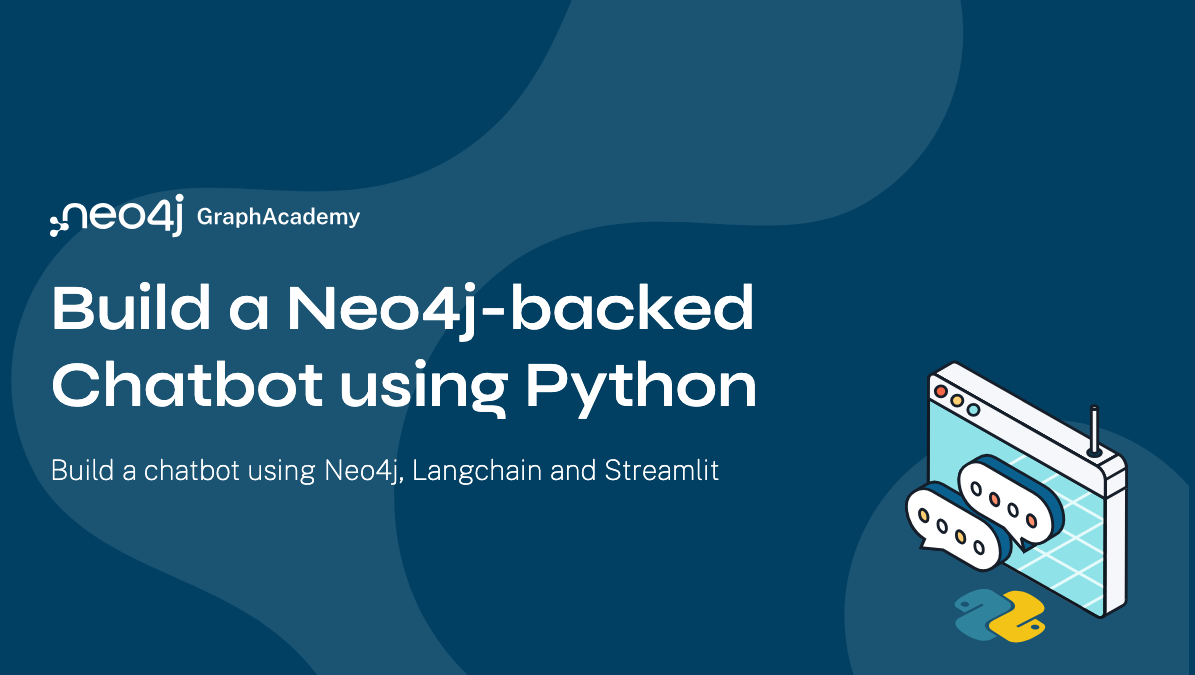 neo4j GraphAcademy
Build a Neo4j-backed
Chatbot using Python
Build a chatbot using Neo4j, Langchain and Streamlit